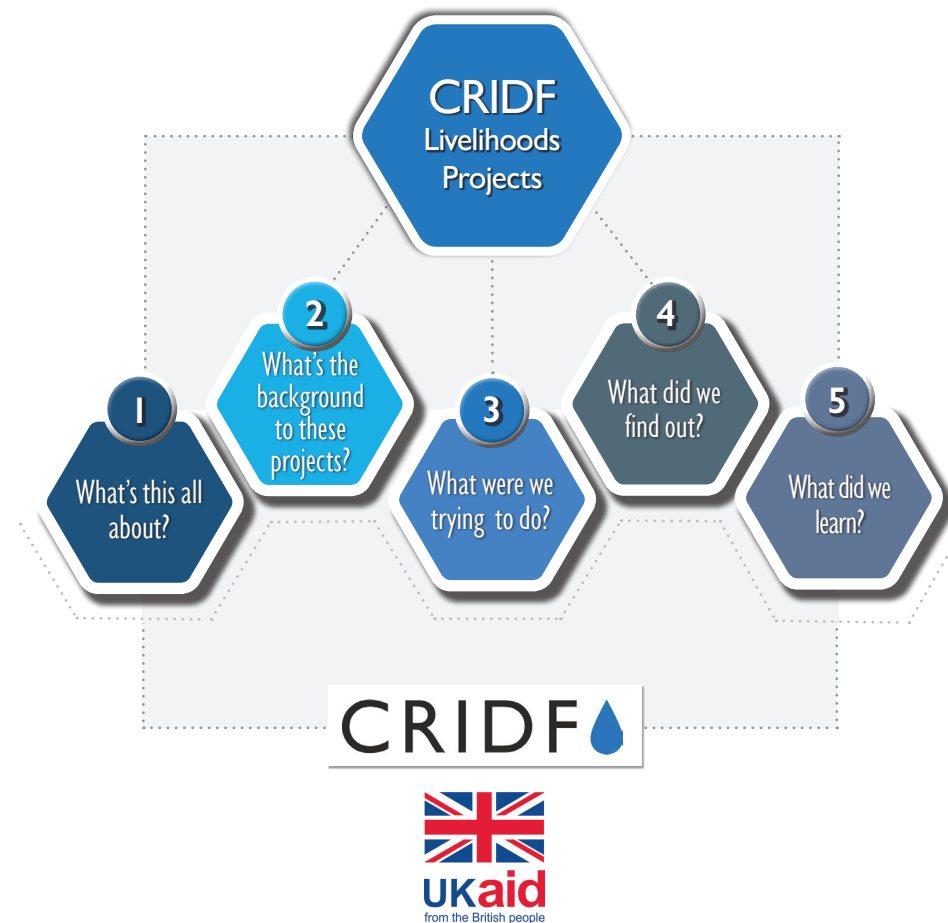 CRIDF
Livelihoods
Projects
1
What's this all
about?
2
What's the
background
to these
projects?
3
What were we
trying to do?
4
What did we
find out?
5
What did we
learn?
CRIDF
UKaid
from the British people